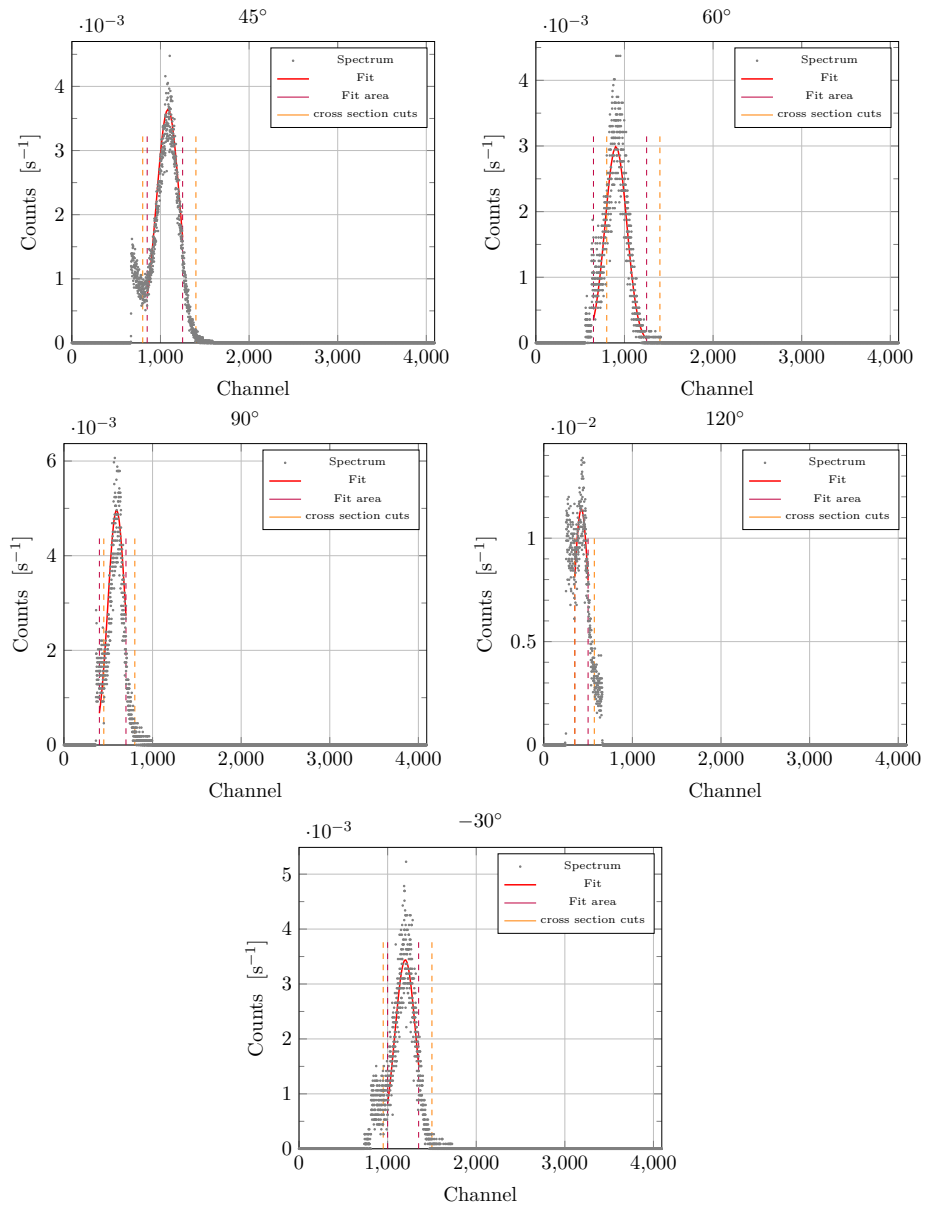 ·10⁻³ 45°
Counts [s⁻¹]
4
3
2
1
0
0 1,000 2,000 3,000 4,000
Channel
Spectrum
Fit
Fit area
cross section cuts
·10⁻³ 60°
Counts [s⁻¹]
4
3
2
1
0
0 1,000 2,000 3,000 4,000
Channel
Spectrum
Fit
Fit area
cross section cuts
·10⁻³ 90°
Counts [s⁻¹]
6
4
2
0
0 1,000 2,000 3,000 4,000
Channel
Spectrum
Fit
Fit area
cross section cuts
·10⁻² 120°
Counts [s⁻¹]
1
0.5
0
0 1,000 2,000 3,000 4,000
Channel
Spectrum
Fit
Fit area
cross section cuts
·10⁻³ −30°
Counts [s⁻¹]
5
4
3
2
1
0
0 1,000 2,000 3,000 4,000
Channel
Spectrum
Fit
Fit area
cross section cuts